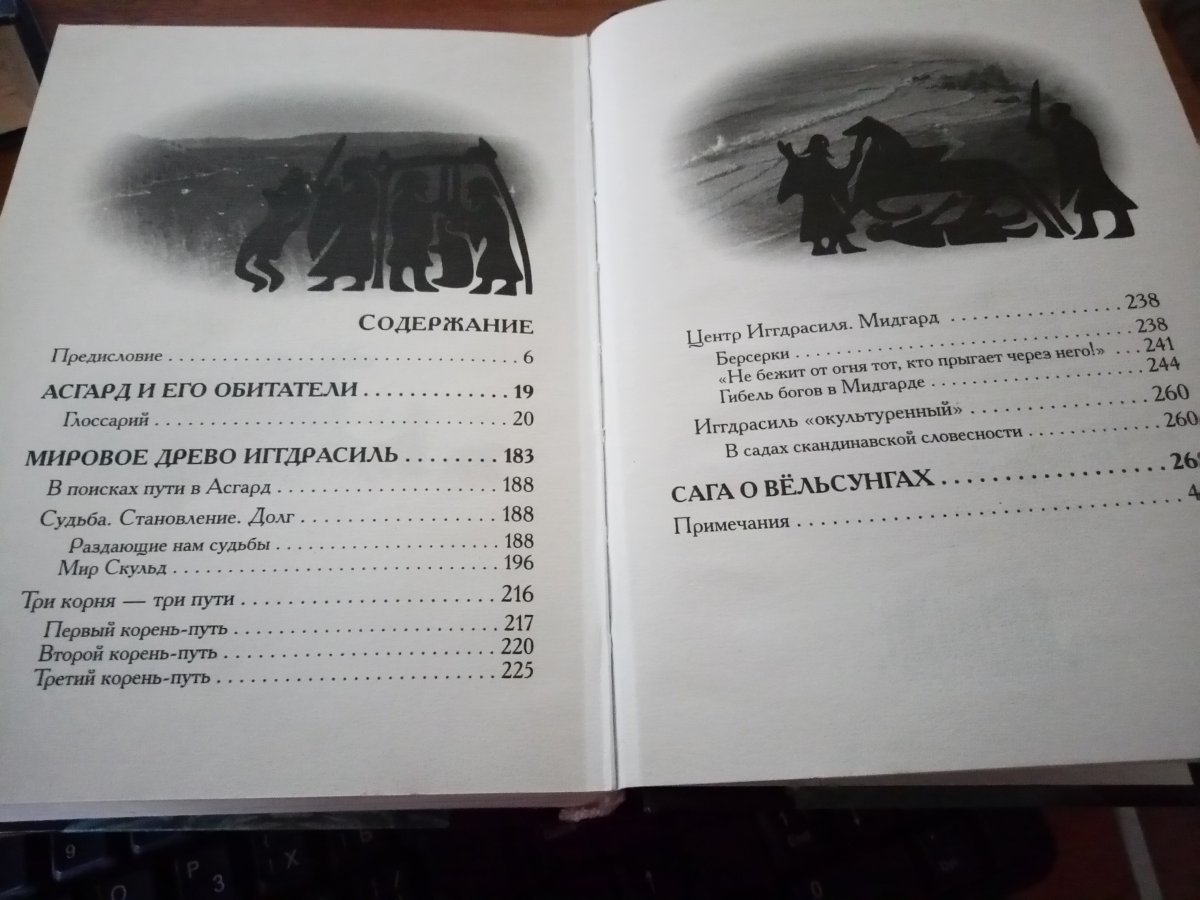 СОДЕРЖАНИЕ
Предисловие . . . . . . . . . . . . . . . . . . . . . . . . . . . . . . . . 6
АСГАРД И ЕГО ОБИТАТЕЛИ . . . . . . . . . . . . . 19
Глоссарий . . . . . . . . . . . . . . . . . . . . . . . . . . . . . . . . 20
МИРОВОЕ ДРЕВО ИГГДРАСИЛЬ . . . . . . . . 183
В поисках пути в Асгард . . . . . . . . . . . . . . . . . . . 188
Судьба. Становление. Долг . . . . . . . . . . . . . . . . . 188
Раздающие нам судьбы . . . . . . . . . . . . . . . . . . . 188
Мир Скульд . . . . . . . . . . . . . . . . . . . . . . . . . . . . 196
Три корня — три пути . . . . . . . . . . . . . . . . . . . . . 216
Первый корень-путь . . . . . . . . . . . . . . . . . . . . . . 217
Второй корень-путь . . . . . . . . . . . . . . . . . . . . . . . 220
Третий корень-путь . . . . . . . . . . . . . . . . . . . . . . . 225
Центр Иггдрасиля. Мидгард . . . . . . . . . . . . . . . 238
Берсерки . . . . . . . . . . . . . . . . . . . . . . . . . . . . . . 238
«Не бежит от огня тот, кто прыгает через него!» . . . 241
Гибель богов в Мидгарде . . . . . . . . . . . . . . . . . . . 244
Иггдрасиль «окультуренный» . . . . . . . . . . . . . . . . 260
В садах скандинавской словесности . . . . . . . . . . . . 260
САГА О ВЁЛЬСУНГАХ . . . . . . . . . . . . . . . . . . .
Примечания . . . . . . . . . . . . . . . . . . . . . . . . . . . .
9
О
Р
З
Х
Ч
Ь